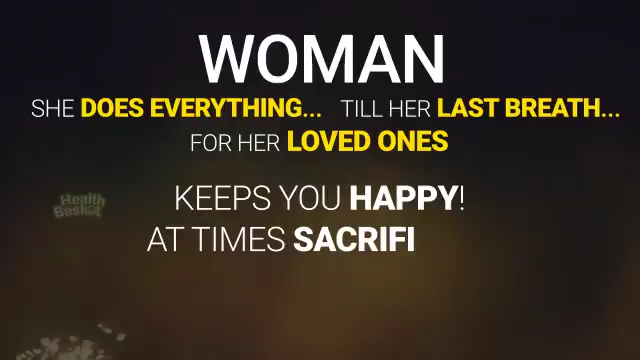 WOMAN
SHE DOES EVERYTHING... TILL HER LAST BREATH...
FOR HER LOVED ONES
KEEPS YOU HAPPY!
Health
Basket
AT TIMES SACRIFI